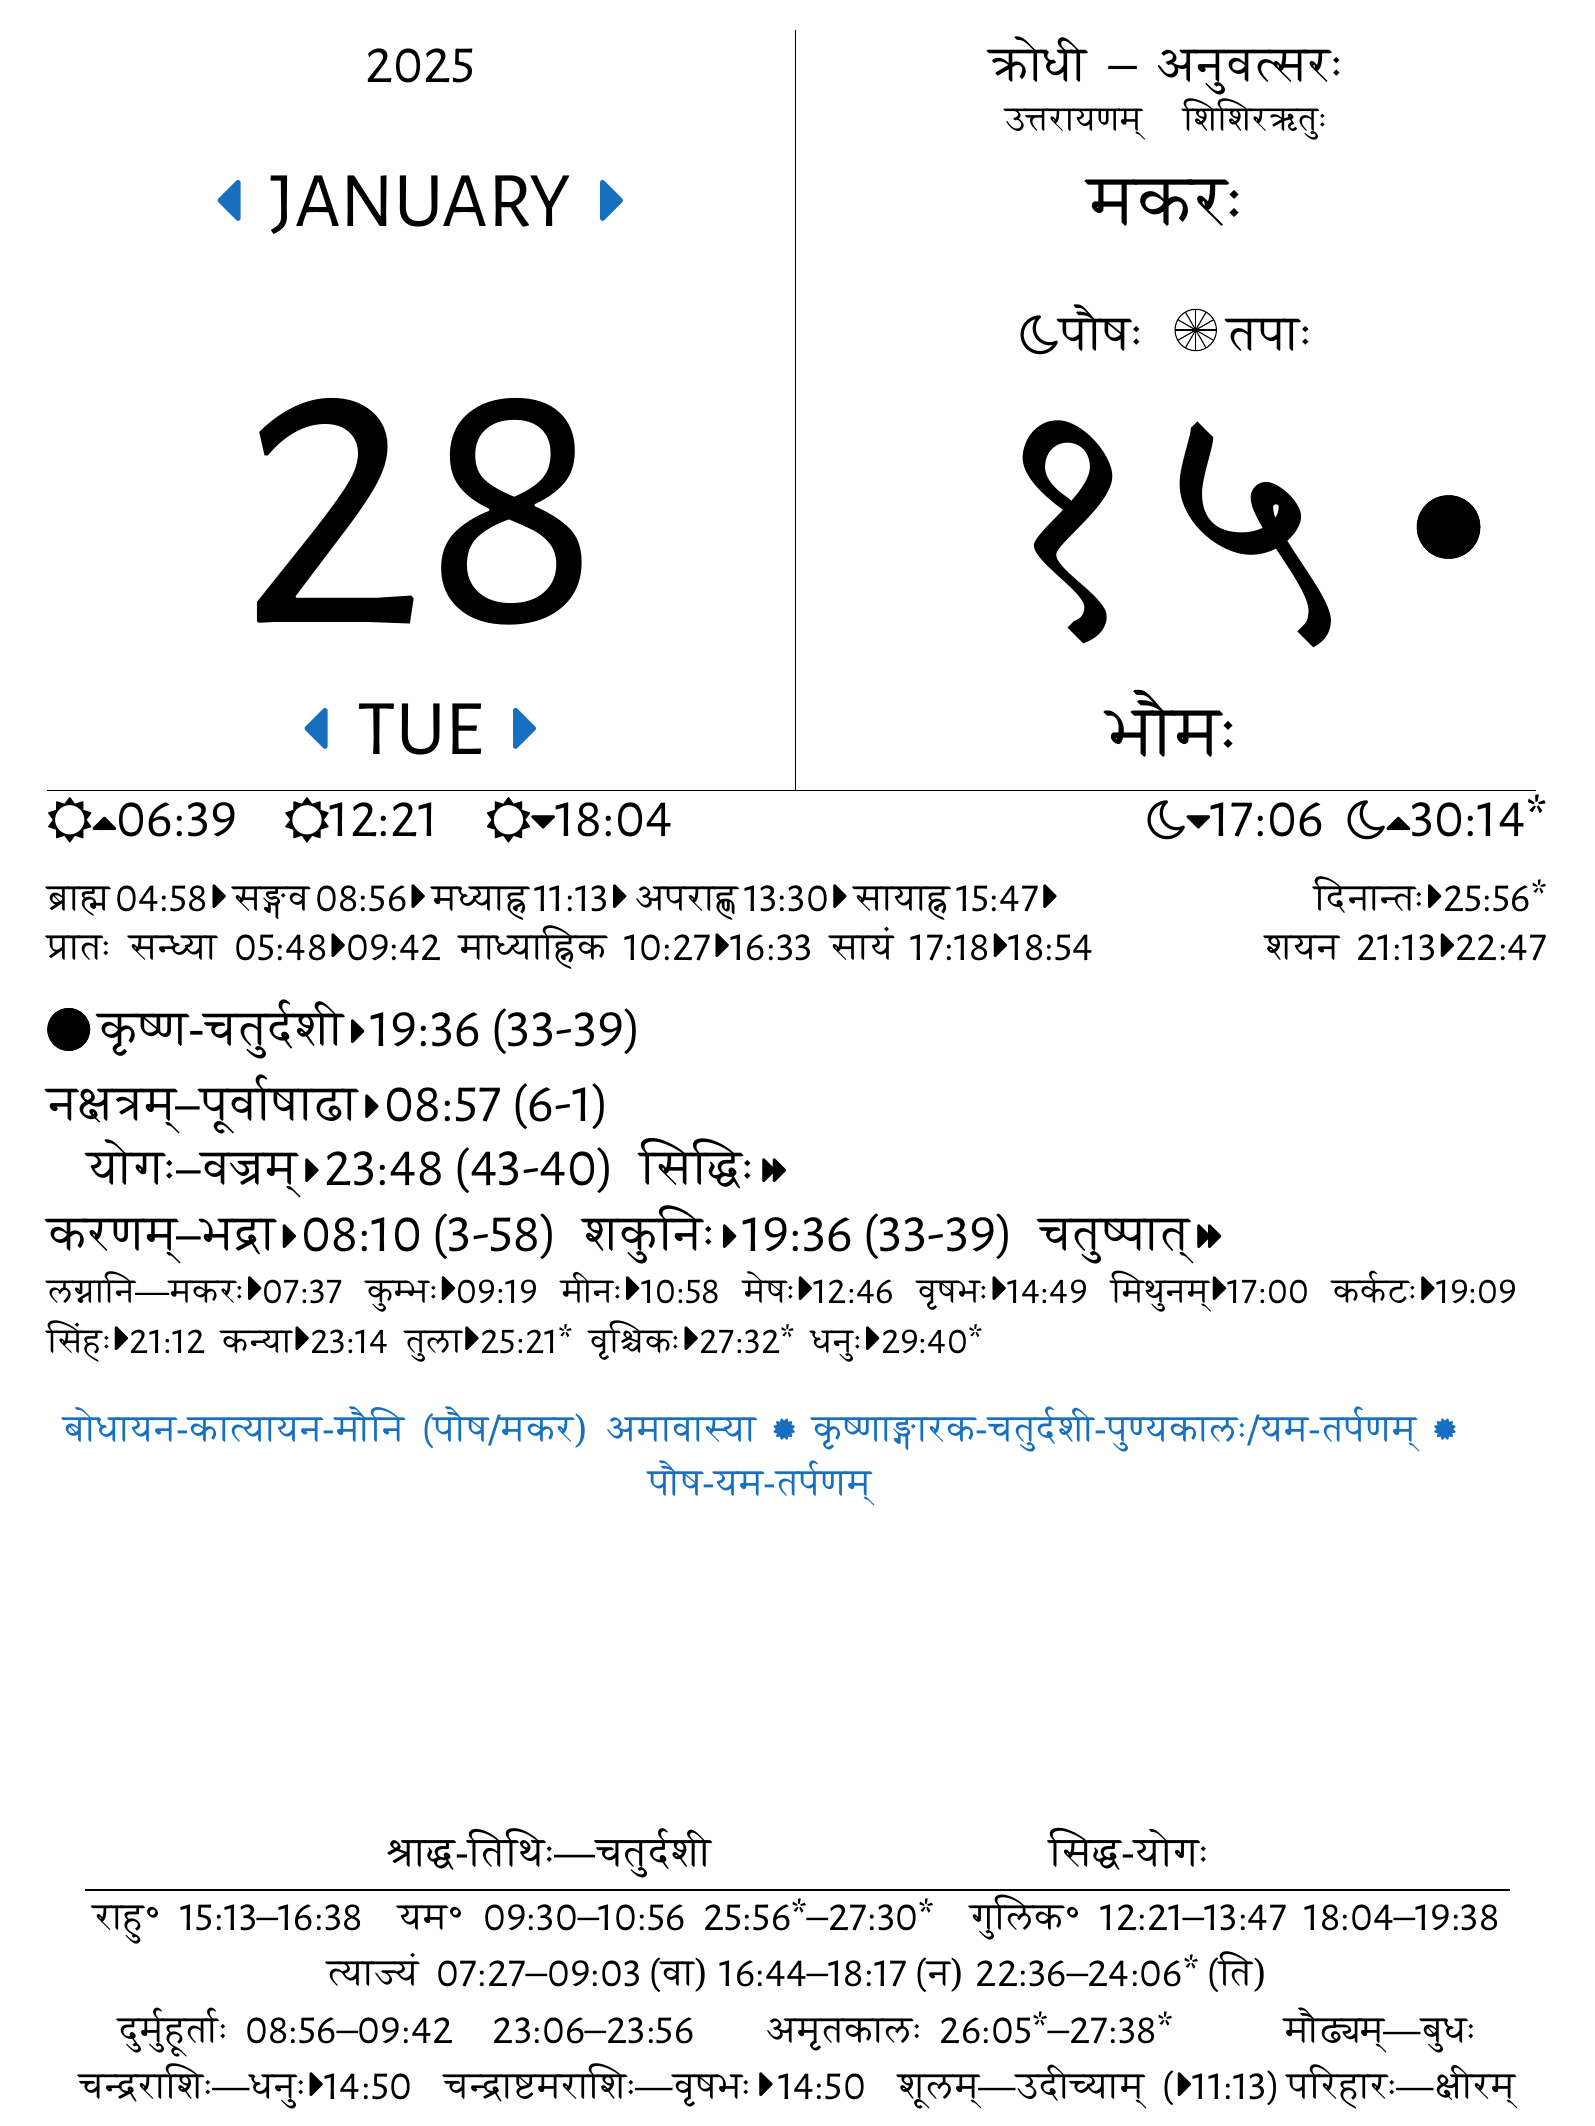 2025
JANUARY
28
TUE
क्रोधी – अनुवत्सरः
उत्तरायणम् शिशिरऋतुः
मकरः
पौषः तपाः
१५
भौमः
06:39 12:21 18:04 17:06 30:14*
ब्राह्म 04:58 सङ्गव 08:56 मध्याह्न 11:13 अपराह्ण 13:30 सायाह्न 15:47 दिनान्तः 25:56*
प्रातः सन्ध्या 05:48 09:42 माध्याह्निक 10:27 16:33 सायं 17:18 18:54 शयन 21:13 22:47
कृष्ण-चतुर्दशी 19:36 (33-39)
नक्षत्रम्–पूर्वाषाढा 08:57 (6-1)
योगः–वज्रम् 23:48 (43-40) सिद्धिः
करणम्–भद्रा 08:10 (3-58) शकुनिः 19:36 (33-39) चतुष्पात्
लग्नानि—मकरः 07:37 कुम्भः 09:19 मीनः 10:58 मेषः 12:46 वृषभः 14:49 मिथुनम् 17:00 कर्कटः 19:09
सिंहः 21:12 कन्या 23:14 तुला 25:21* वृश्चिकः 27:32* धनुः 29:40*
बोधायन-कात्यायन-मौनि (पौष/मकर) अमावास्या ✹ कृष्णाङ्गारक-चतुर्दशी-पुण्यकालः/यम-तर्पणम् ✹
पौष-यम-तर्पणम्
श्राद्ध-तिथिः—चतुर्दशी सिद्ध-योगः
राहु॰ 15:13–16:38 यम॰ 09:30–10:56 25:56*–27:30* गुलिक॰ 12:21–13:47 18:04–19:38
त्याज्यं 07:27–09:03 (वा) 16:44–18:17 (न) 22:36–24:06* (ति)
दुर्मुहूर्ताः 08:56–09:42 23:06–23:56 अमृतकालः 26:05*–27:38* मौढ्यम्—बुधः
चन्द्रराशिः—धनुः 14:50 चन्द्राष्टमराशिः—वृषभः 14:50 शूलम्—उदीच्याम् ( 11:13) परिहारः—क्षीरम्